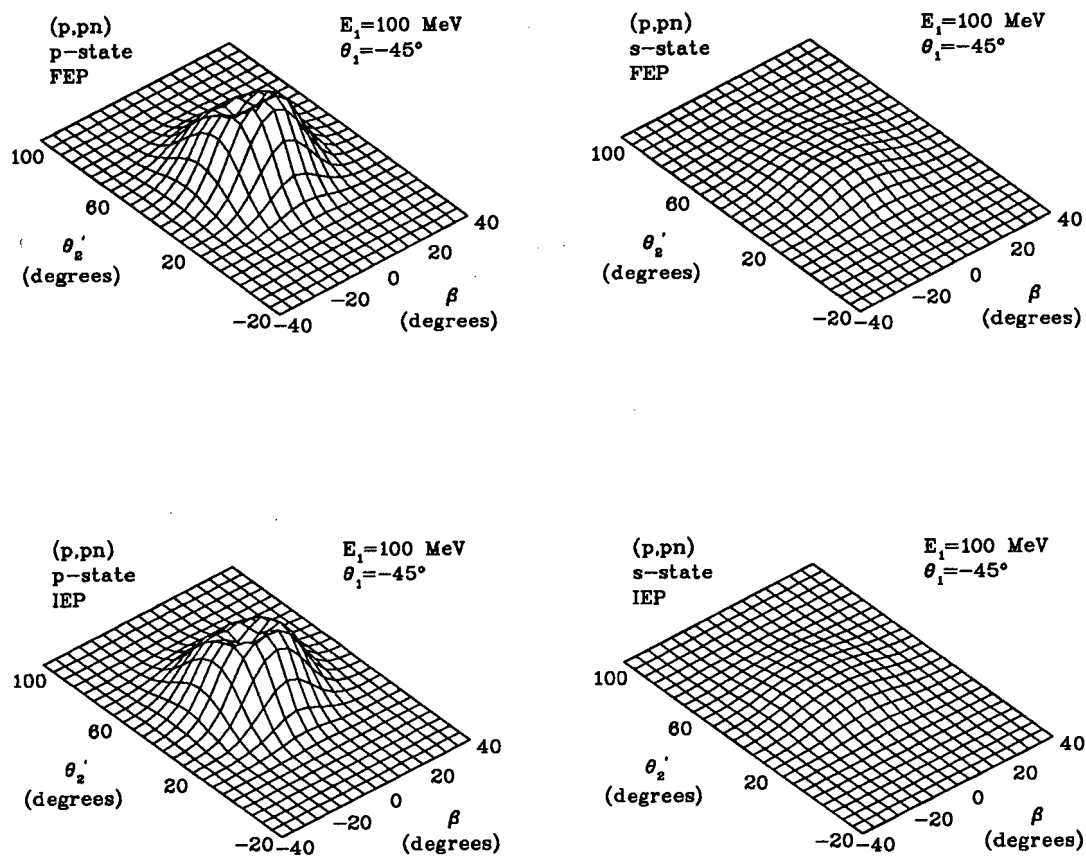 (p,pn)
p-state
FEP
E₁=100 MeV
θ₁=-45°
100
60
20
-20
θ₂'
(degrees)
-40
-20
0
20
40
β
(degrees)
(p,pn)
s-state
FEP
E₁=100 MeV
θ₁=-45°
100
60
20
-20
θ₂'
(degrees)
-40
-20
0
20
40
β
(degrees)
(p,pn)
p-state
IEP
E₁=100 MeV
θ₁=-45°
100
60
20
-20
θ₂'
(degrees)
-40
-20
0
20
40
β
(degrees)
(p,pn)
s-state
IEP
E₁=100 MeV
θ₁=-45°
100
60
20
-20
θ₂'
(degrees)
-40
-20
0
20
40
β
(degrees)